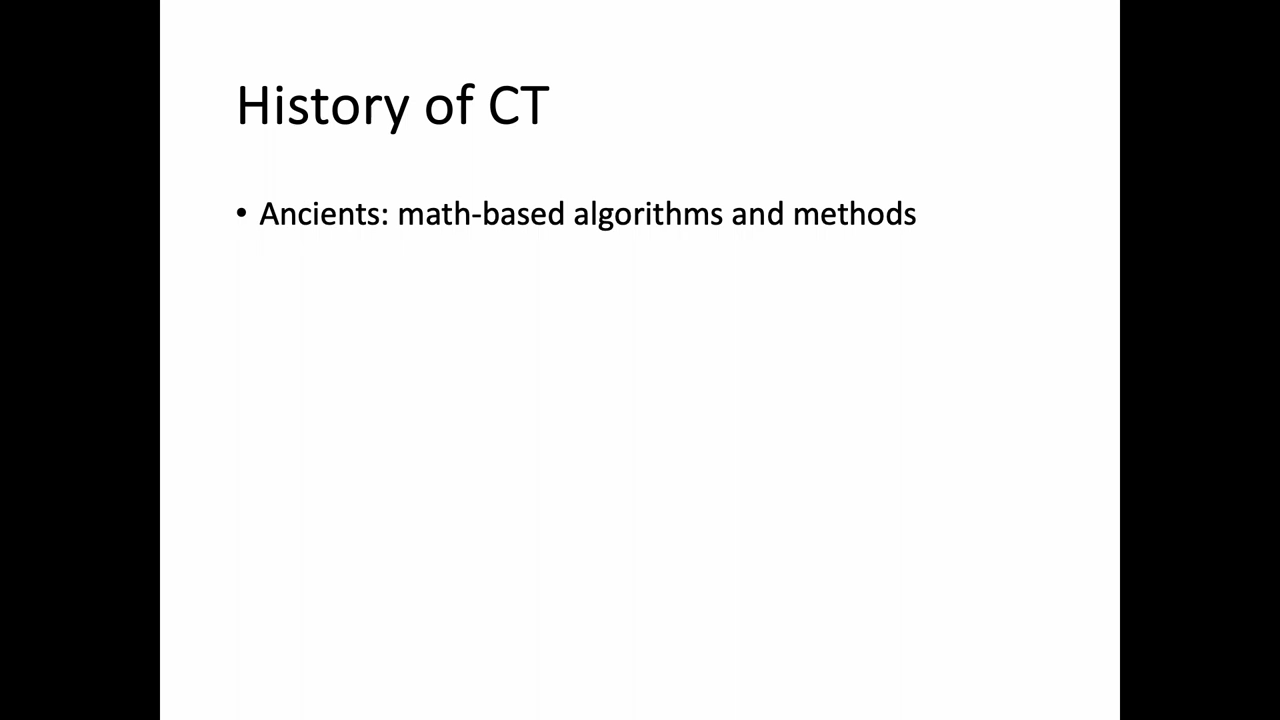 History of CT
• Ancients: math-based algorithms and methods